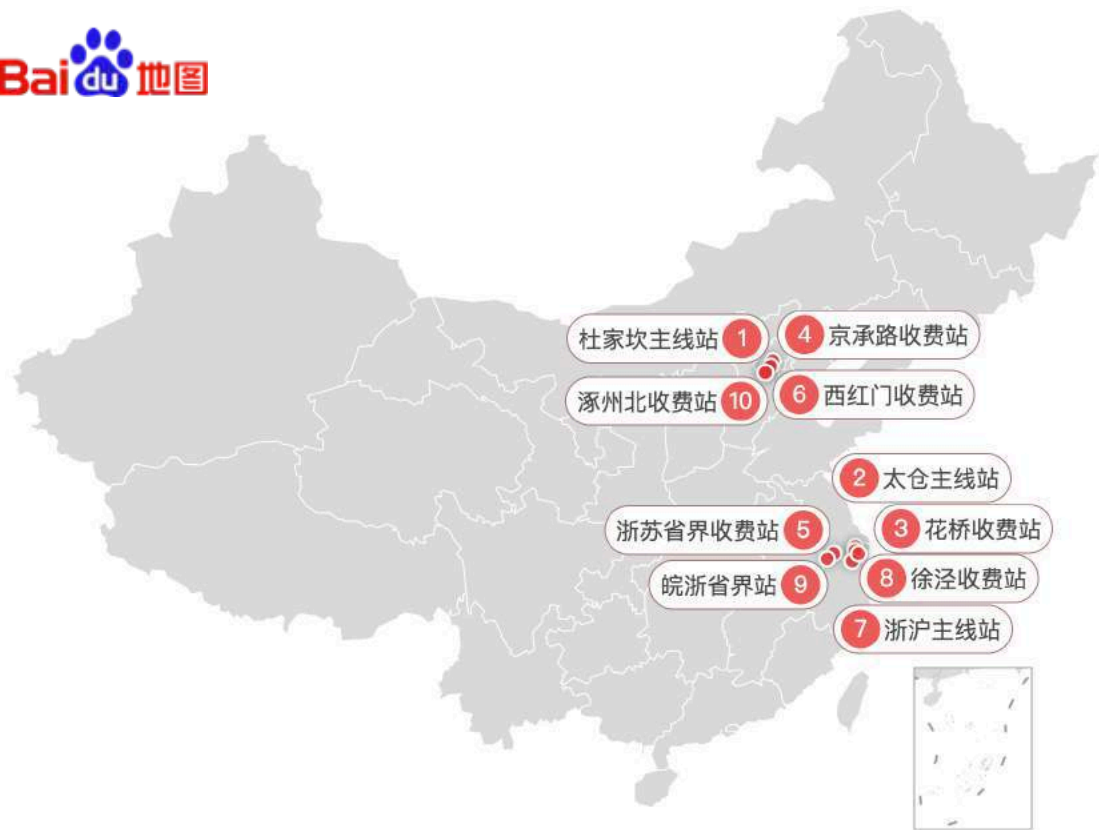 Bai du 地图
杜家坎主线站 1
4 京承路收费站
涿州北收费站 10
6 西红门收费站
2 太仓主线站
浙苏省界收费站 5
3 花桥收费站
皖浙省界站 9
8 徐泾收费站
7 浙沪主线站